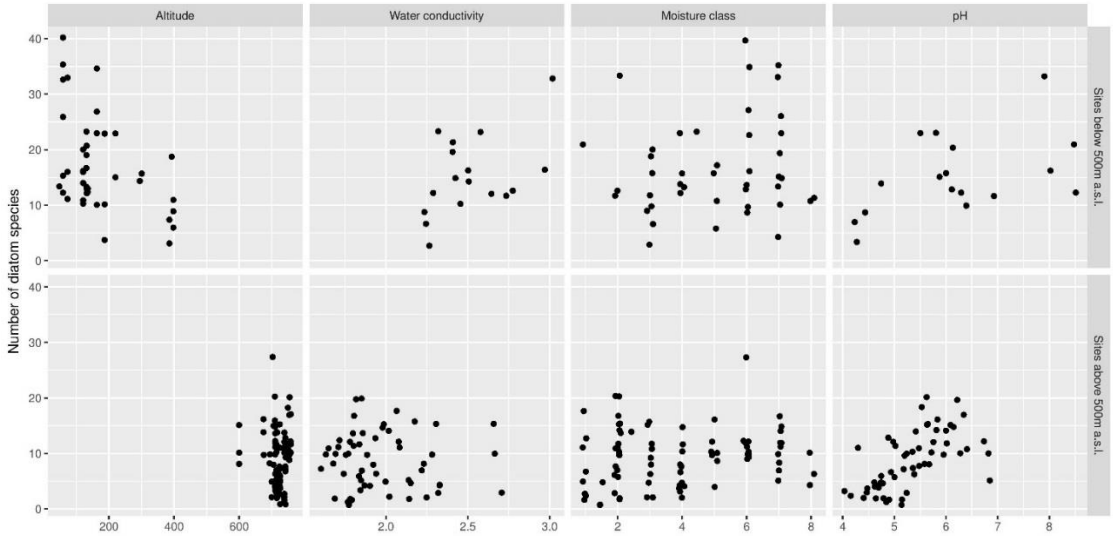 Altitude Water conductivity Moisture class pH
Number of diatom species
40
30
20
10
0
Sites below 500m a.s.l.
40
30
20
10
0
Sites above 500m a.s.l.
200 400 600 2.0 2.5 3.0 2 4 6 8 4 5 6 7 8